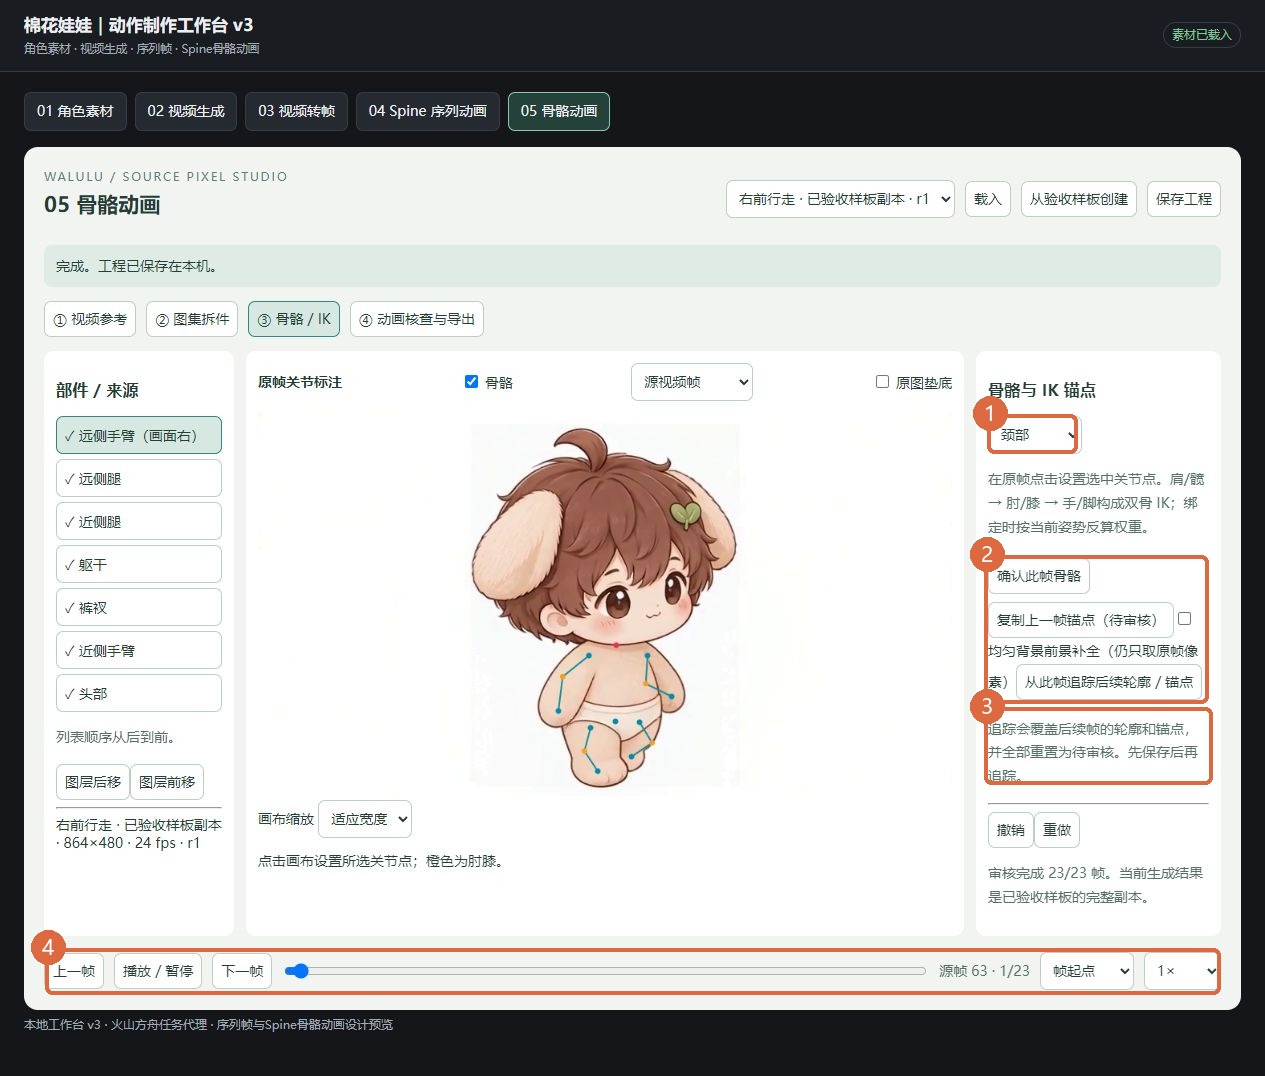 棉花娃娃 | 动作制作工作台 v3
角色素材 · 视频生成 · 序列帧 · Spine骨骼动画
素材已载入
01 角色素材
02 视频生成
03 视频转帧
04 Spine 序列动画
05 骨骼动画
WALULU / SOURCE PIXEL STUDIO
05 骨骼动画
右前行走 · 已验收样板副本 · r1
载入
从验收样板创建
保存工程
完成。工程已保存在本机。
① 视频参考
② 图集拆件
③ 骨骼 / IK
④ 动画核查与导出
部件 / 来源
✓ 远侧手臂（画面右）
✓ 远侧腿
✓ 近侧腿
✓ 躯干
✓ 裤衩
✓ 近侧手臂
✓ 头部
列表顺序从后到前。
图层后移
图层前移
右前行走 · 已验收样板副本
· 864×480 · 24 fps · r1
原帧关节标注
骨骼
源视频帧
原图垫底
画布缩放
适应宽度
点击画布设置所选关节点；橙色为肘膝。
骨骼与 IK 锚点
1
颈部
在原帧点击设置选中关节点。肩/髋
→ 肘/膝 → 手/脚构成双骨 IK；绑
定时按当前姿势反算权重。
2
确认此帧骨骼
复制上一帧锚点（待审核）
均匀背景前景补全（仍只取原帧像
素）
从此帧追踪后续轮廓 / 锚点
3
追踪会覆盖后续帧的轮廓和锚点，
并全部重置为待审核。先保存后再
追踪。
撤销
重做
审核完成 23/23 帧。当前生成结果
是已验收样板的完整副本。
4
上一帧
播放 / 暂停
下一帧
源帧 63 · 1/23
帧起点
1×
本地工作台 v3 · 火山方舟任务代理 · 序列帧与Spine骨骼动画设计预览